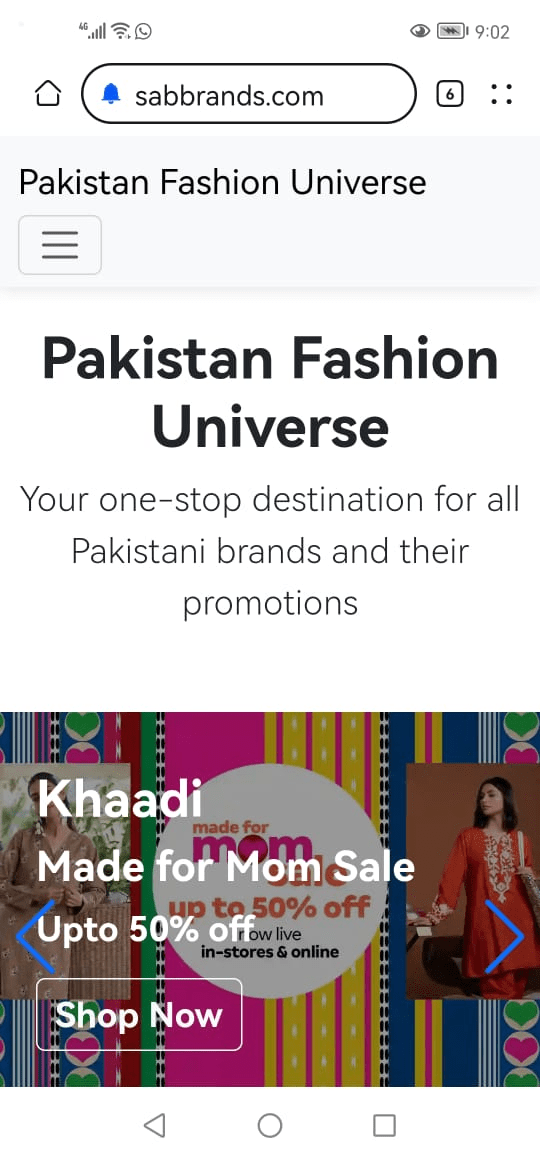 4G
9:02
sabbrands.com
6
Pakistan Fashion Universe
Pakistan Fashion
Universe
Your one-stop destination for all
Pakistani brands and their
promotions
Khaadi
made for
mom
Made for Mom Sale
sale
up to 50% off
Upto 50% off
now live
in-stores & online
Shop Now